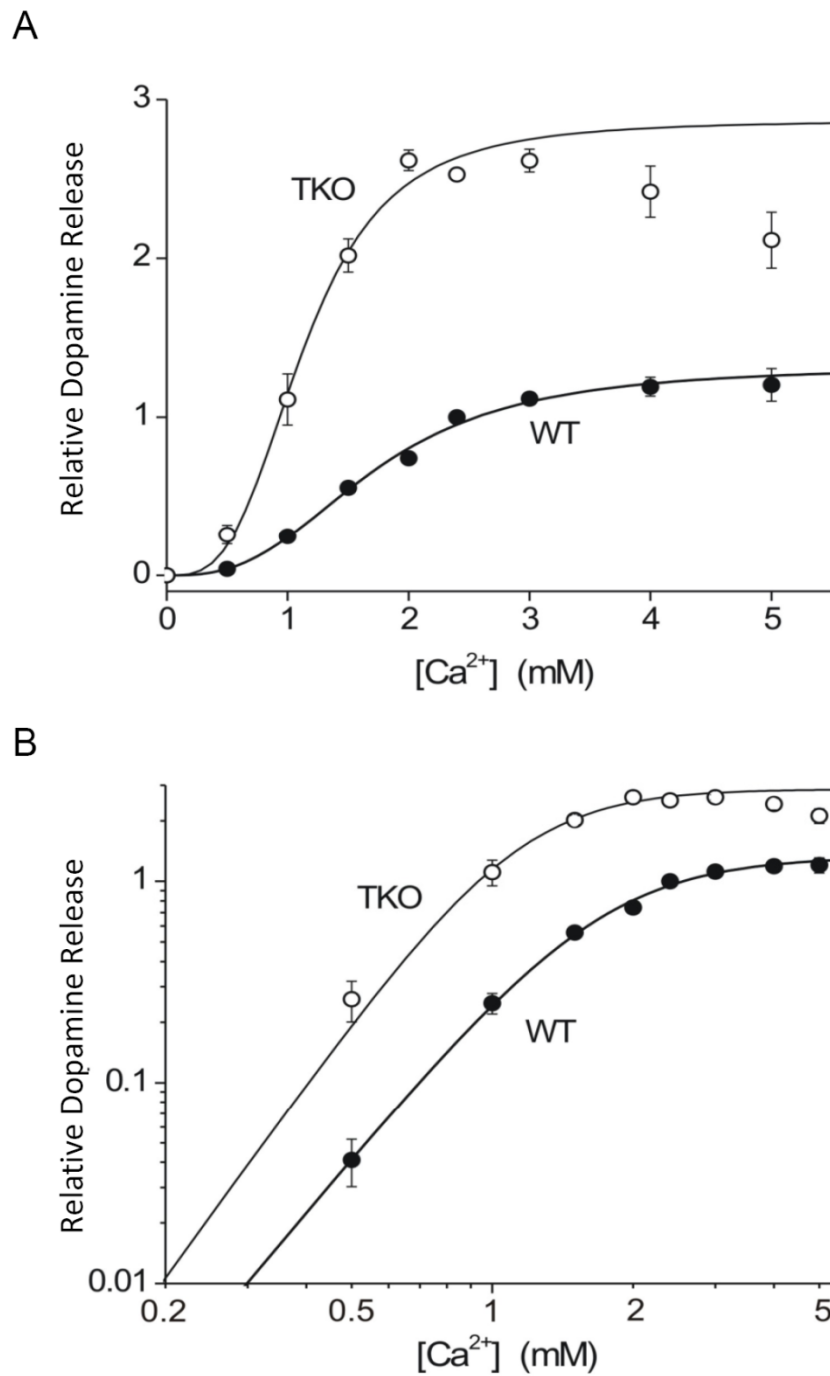 A
Relative Dopamine Release
3
2
1
0
TKO
WT
0 1 2 3 4 5
[Ca²⁺] (mM)
B
Relative Dopamine Release
1
0.1
0.01
TKO
WT
0.2 0.5 1 2 5
[Ca²⁺] (mM)